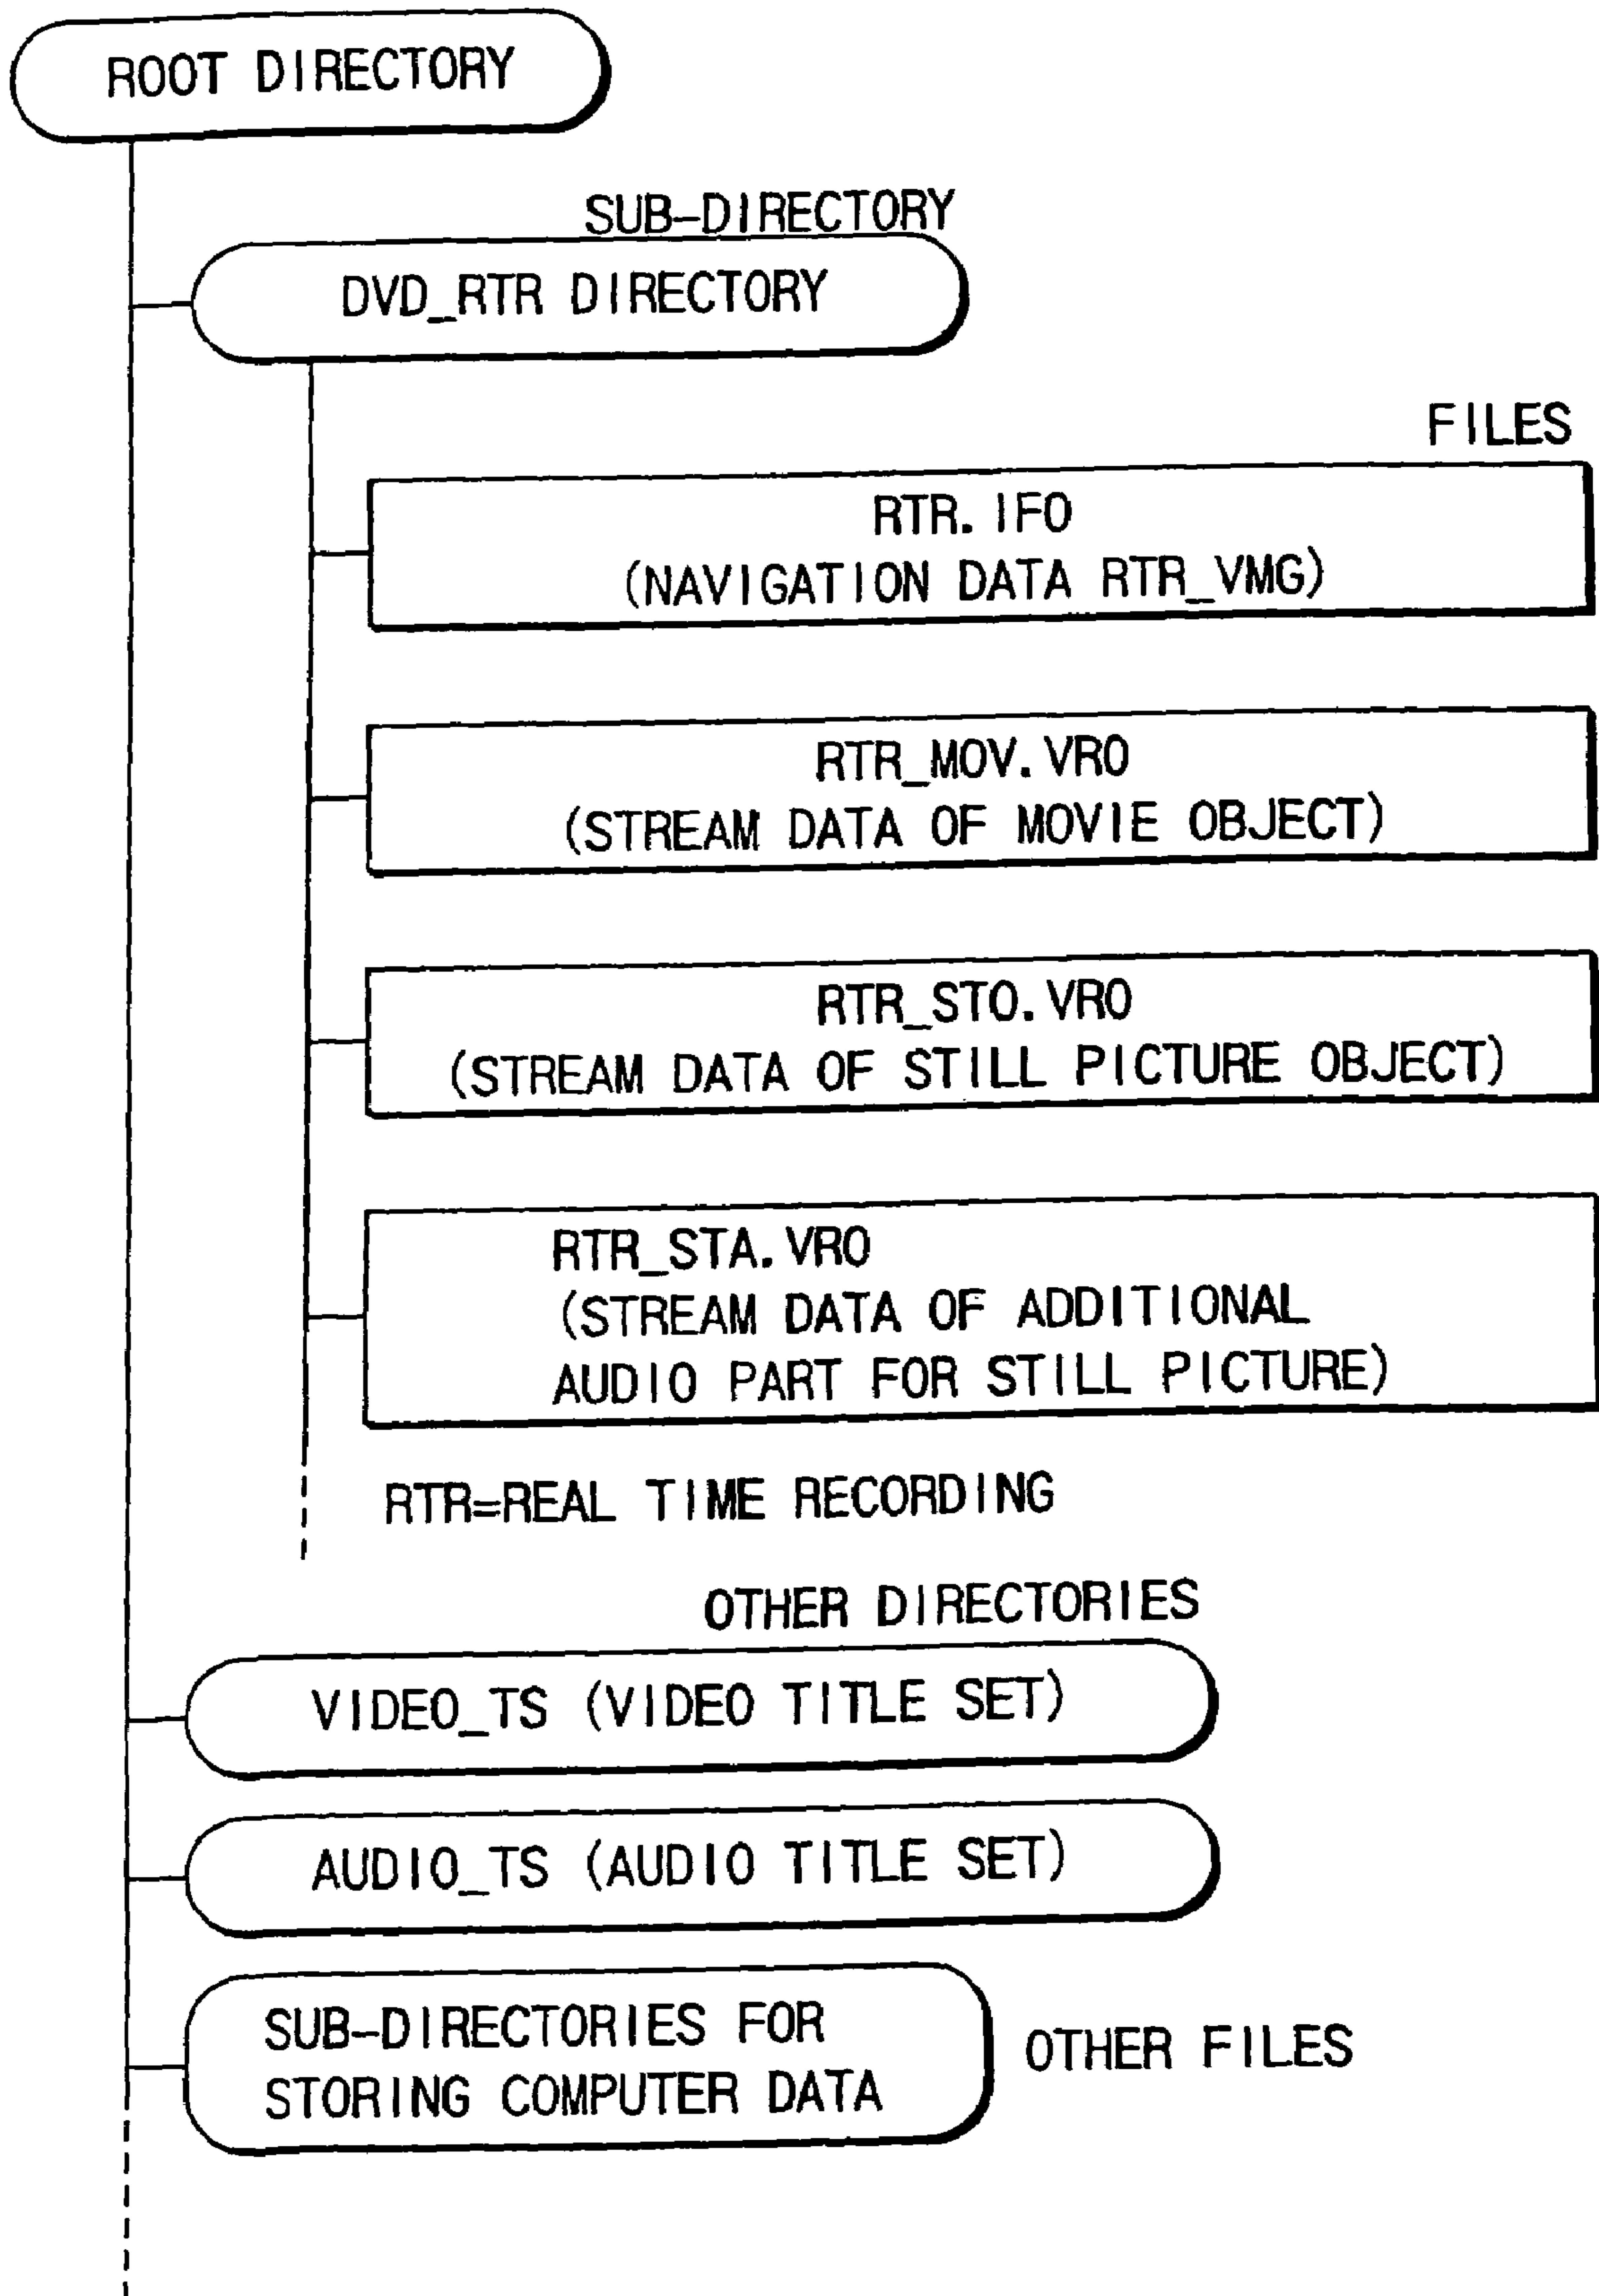 ROOT DIRECTORY
SUB-DIRECTORY
DVD_RTR DIRECTORY
FILES
RTR.IFO
(NAVIGATION DATA RTR_VMG)
RTR_MOV.VRO
(STREAM DATA OF MOVIE OBJECT)
RTR_STO.VRO
(STREAM DATA OF STILL PICTURE OBJECT)
RTR_STA.VRO
(STREAM DATA OF ADDITIONAL
AUDIO PART FOR STILL PICTURE)
RTR=REAL TIME RECORDING
OTHER DIRECTORIES
VIDEO_TS (VIDEO TITLE SET)
AUDIO_TS (AUDIO TITLE SET)
SUB-DIRECTORIES FOR
STORING COMPUTER DATA
OTHER FILES